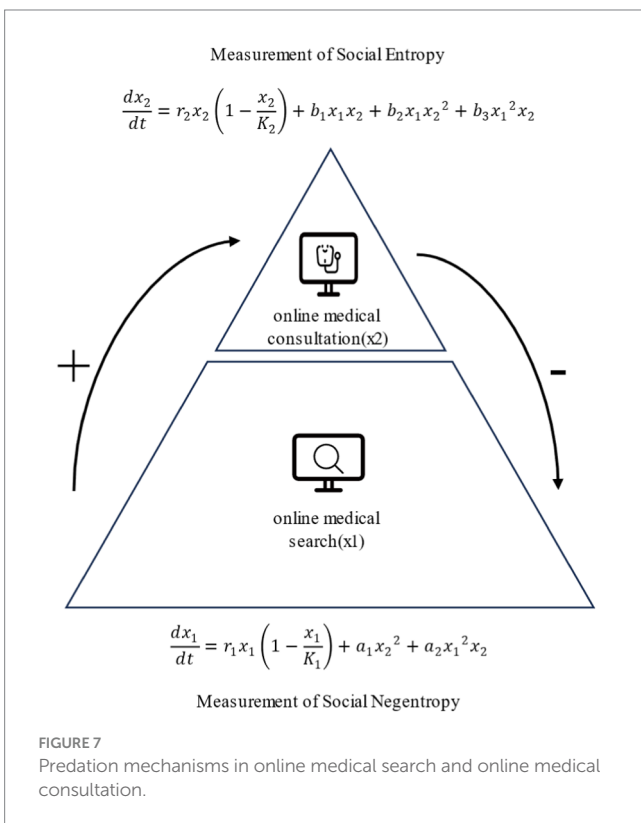 Measurement of Social Entropy
dx₂/dt = r₂x₂(1 − x₂/K₂) + b₁x₁x₂ + b₂x₁x₂² + b₃x₁²x₂
online medical
consultation(x2)
+
-
online medical
search(x1)
dx₁/dt = r₁x₁(1 − x₁/K₁) + a₁x₂² + a₂x₁²x₂
Measurement of Social Negentropy
FIGURE 7
Predation mechanisms in online medical search and online medical
consultation.